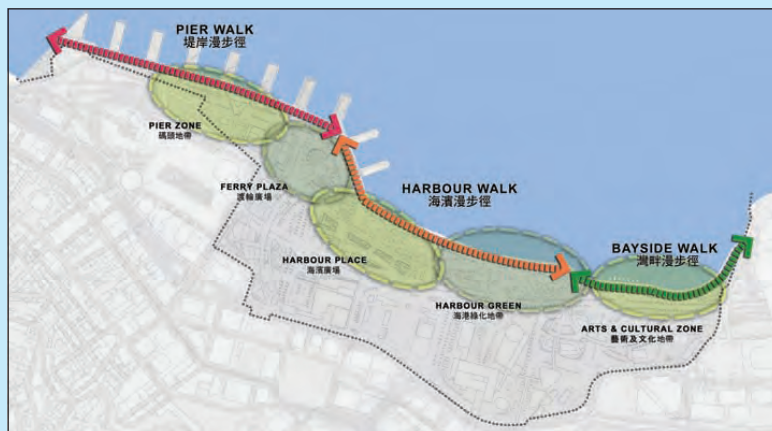 PIER WALK
堤岸漫步徑
PIER ZONE
碼頭地帶
FERRY PLAZA
渡輪廣場
HARBOUR WALK
海濱漫步徑
HARBOUR PLACE
海濱廣場
BAYSIDE WALK
灣畔漫步徑
HARBOUR GREEN
海港綠化地帶
ARTS & CULTURAL ZONE
藝術及文化地帶